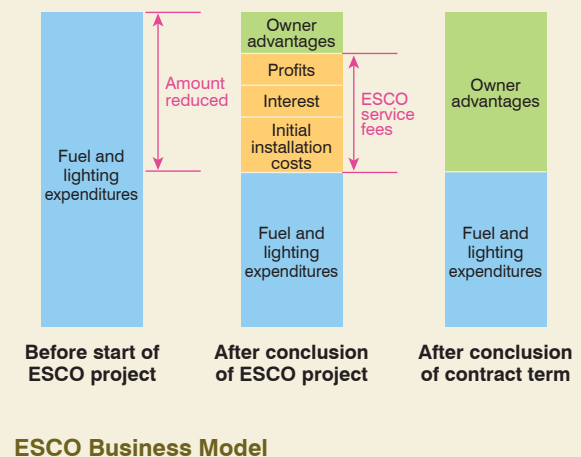 Fuel and
lighting
expenditures
Amount
reduced
Owner
advantages
Profits
Interest
Initial
installation
costs
ESCO
service
fees
Fuel and
lighting
expenditures
Owner
advantages
Fuel and
lighting
expenditures
Before start of
ESCO project
After conclusion
of ESCO project
After conclusion
of contract term
ESCO Business Model